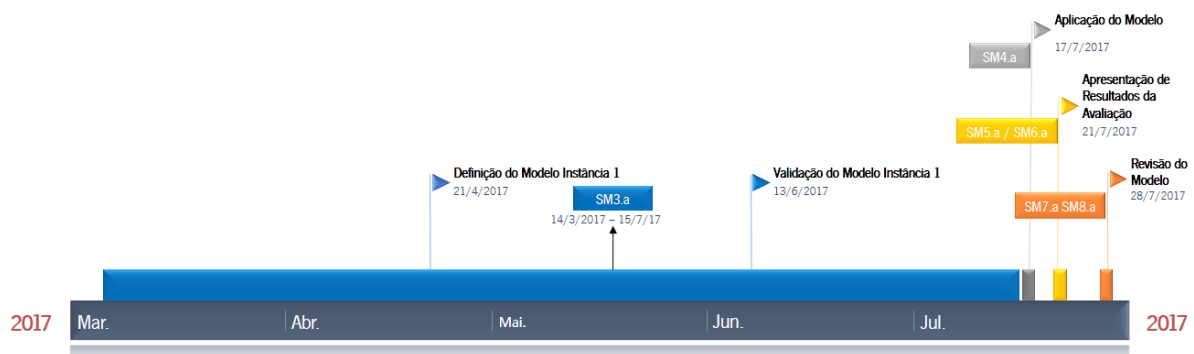 Aplicação do Modelo
17/7/2017
SM4.a
Apresentação de
Resultados da
Avaliação
21/7/2017
SM5.a / SM6.a
Definição do Modelo Instância 1
21/4/2017
SM3.a
14/3/2017 – 15/7/17
Validação do Modelo Instância 1
13/6/2017
Revisão do
Modelo
28/7/2017
SM7.a SM8.a
2017
Mar.
Abr.
Mai.
Jun.
Jul.
2017